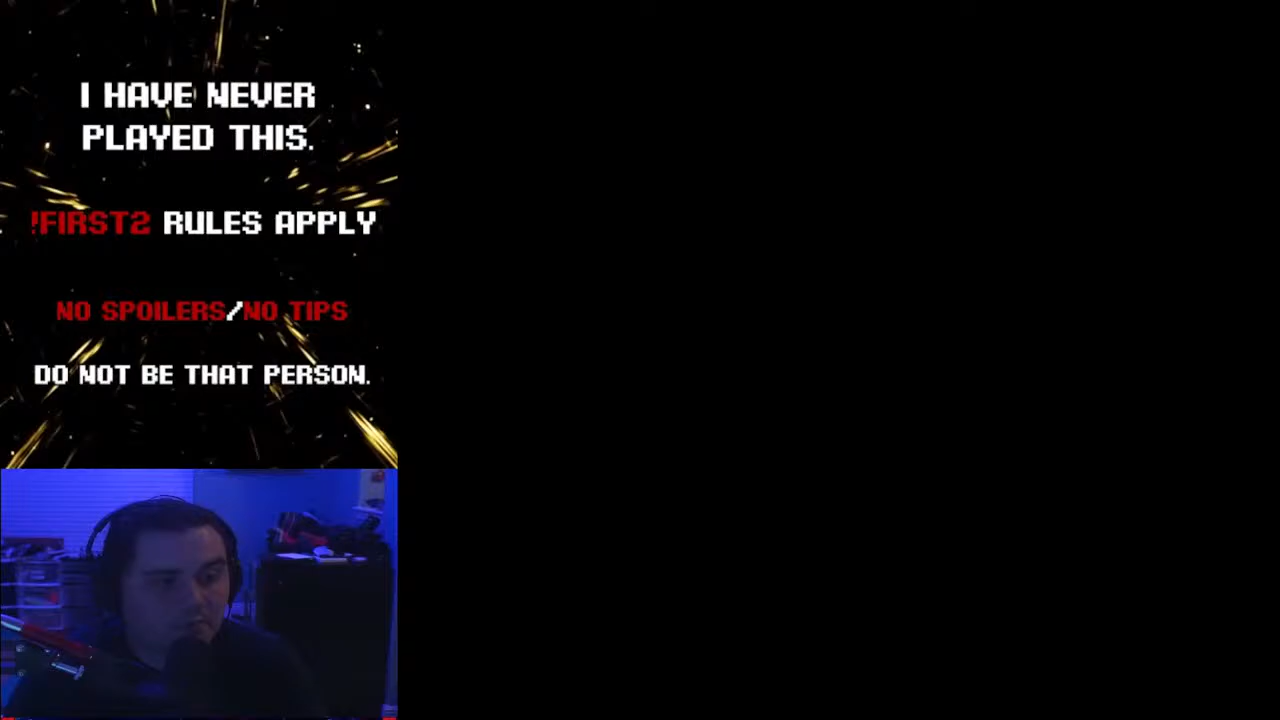 I HAVE NEVER
PLAYED THIS.
!FIRST2 RULES APPLY
NO SPOILERS/NO TIPS
DO NOT BE THAT PERSON.